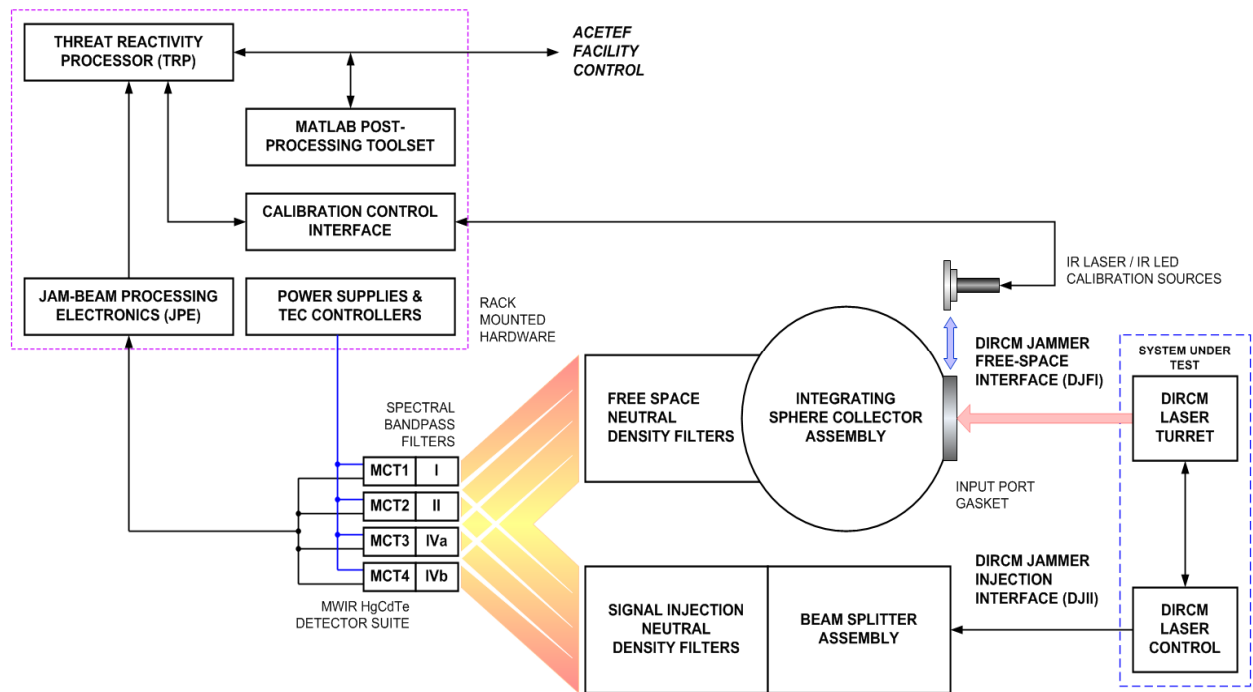 THREAT REACTIVITY
PROCESSOR (TRP)
ACETEF
FACILITY
CONTROL
MATLAB POST-
PROCESSING TOOLSET
CALIBRATION CONTROL
INTERFACE
JAM-BEAM PROCESSING
ELECTRONICS (JPE)
POWER SUPPLIES &
TEC CONTROLLERS
RACK
MOUNTED
HARDWARE
IR LASER / IR LED
CALIBRATION SOURCES
DIRCM JAMMER
FREE-SPACE
INTERFACE (DJFI)
SYSTEM UNDER
TEST
DIRCM
LASER
TURRET
FREE SPACE
NEUTRAL
DENSITY FILTERS
INTEGRATING
SPHERE COLLECTOR
ASSEMBLY
INPUT PORT
GASKET
SPECTRAL
BANDPASS
FILTERS
MCT1 I
MCT2 II
MCT3 IVa
MCT4 IVb
MWIR HgCdTe
DETECTOR SUITE
SIGNAL INJECTION
NEUTRAL
DENSITY FILTERS
BEAM SPLITTER
ASSEMBLY
DIRCM JAMMER
INJECTION
INTERFACE (DJII)
DIRCM
LASER
CONTROL